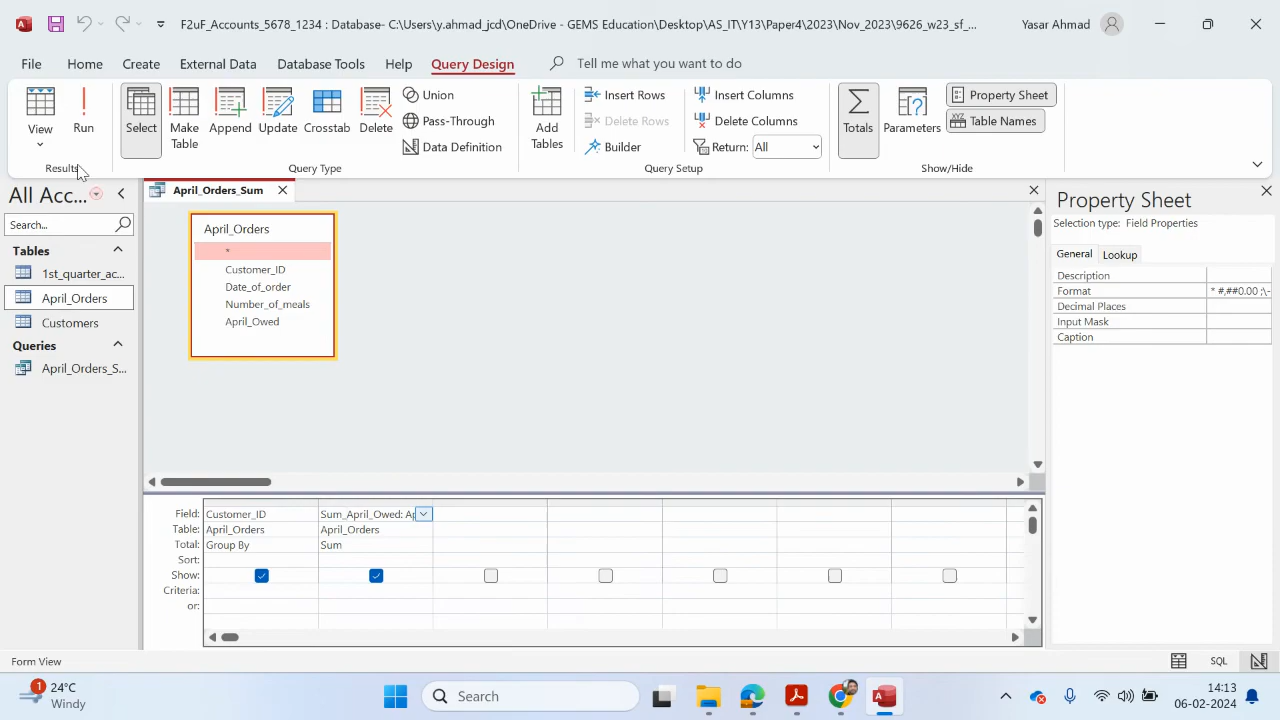 F2uF_Accounts_5678_1234 : Database- C:\Users\y.ahmad_jcd\OneDrive - GEMS Education\Desktop\AS_IT\Y13\Paper4\2023\Nov_2023\9626_w23_sf_...
Yasar Ahmad
File Home Create External Data Database Tools Help Query Design Tell me what you want to do
View Run Select Make Table Append Update Crosstab Delete
Union
Pass-Through
Data Definition
Add Tables
Insert Rows
Delete Rows
Builder
Insert Columns
Delete Columns
Return: All
Totals Parameters
Property Sheet
XYZ Table Names
Results Query Type Query Setup Show/Hide
All Acc...
Search...
Tables
1st_quarter_ac...
April_Orders
Customers
Queries
April_Orders_S...
April_Orders_Sum
April_Orders
*
Customer_ID
Date_of_order
Number_of_meals
April_Owed
Field: Customer_ID Sum_April_Owed: Ap
Table: April_Orders April_Orders
Total: Group By Sum
Sort:
Show:
Criteria:
or:
Property Sheet
Selection type: Field Properties
General Lookup
Description
Format * #,##0.00 ;\-
Decimal Places
Input Mask
Caption
Form View
SQL
1
24°C
Windy
Search
14:13
06-02-2024